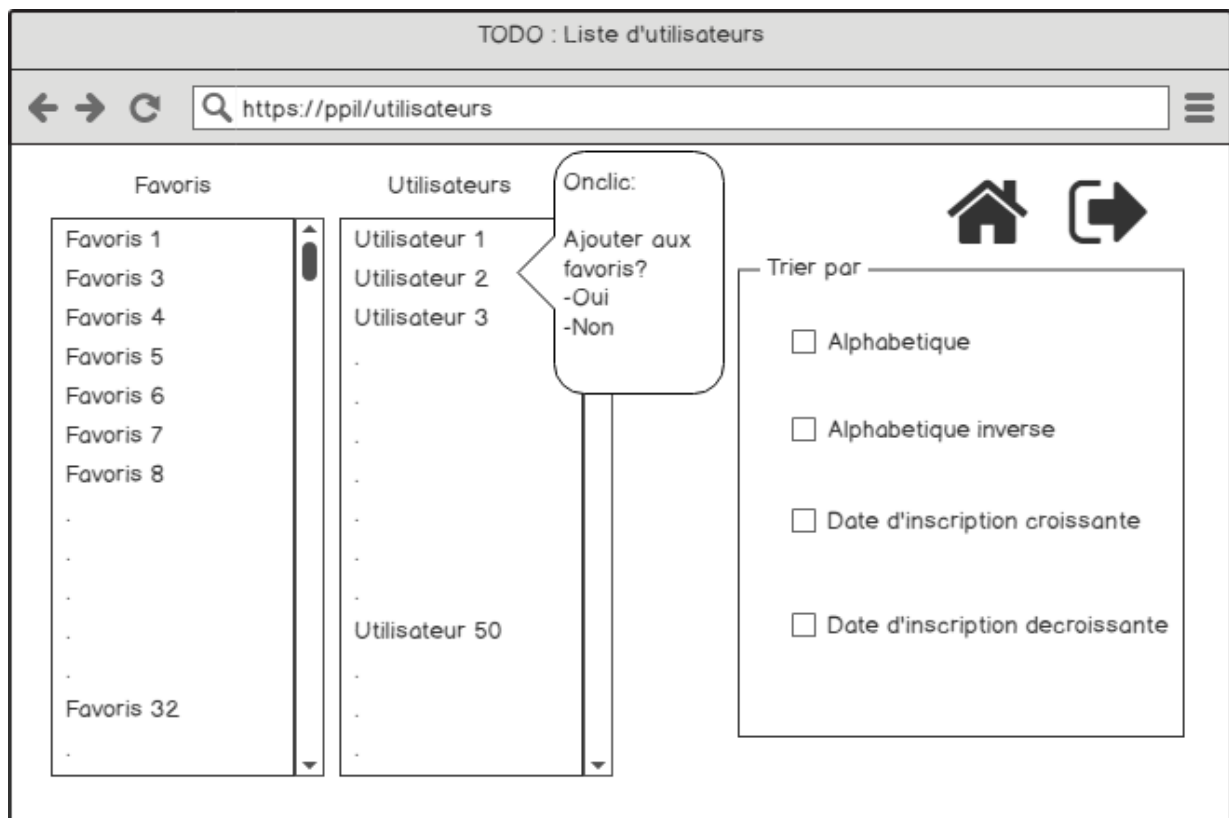 TODO : Liste d'utilisateurs
https://ppil/utilisateurs
Favoris
Favoris 1
Favoris 3
Favoris 4
Favoris 5
Favoris 6
Favoris 7
Favoris 8
.
.
.
.
.
Favoris 32
.
Utilisateurs
Utilisateur 1
Utilisateur 2
Utilisateur 3
.
.
.
.
.
.
.
Utilisateur 50
.
.
.
Onclic:
Ajouter aux
favoris?
-Oui
-Non
Trier par
Alphabetique
Alphabetique inverse
Date d'inscription croissante
Date d'inscription decroissante